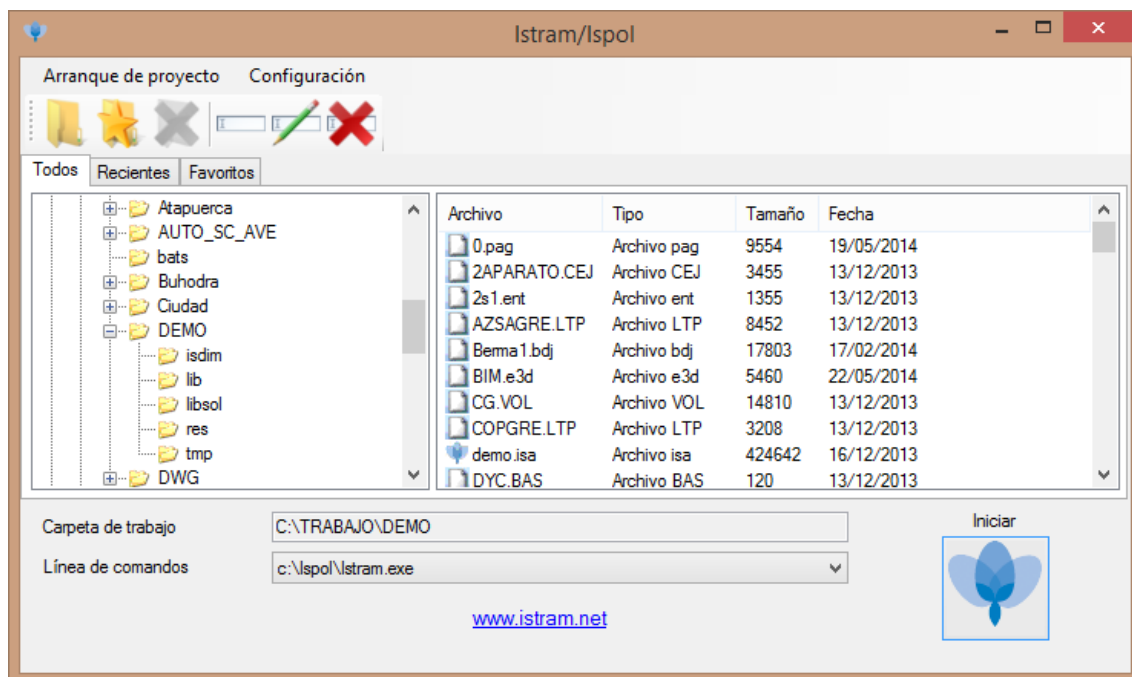 Istram/Ispol
Arranque de proyecto Configuración
Todos Recientes Favoritos
Atapuerca
AUTO_SC_AVE
bats
Buhodra
Ciudad
DEMO
isdim
lib
libsol
res
tmp
DWG
Archivo Tipo Tamaño Fecha
0.pag Archivo pag 9554 19/05/2014
2APARATO.CEJ Archivo CEJ 3455 13/12/2013
2s1.ent Archivo ent 1355 13/12/2013
AZSAGRE.LTP Archivo LTP 8452 13/12/2013
Berma1.bdj Archivo bdj 17803 17/02/2014
BIM.e3d Archivo e3d 5460 22/05/2014
CG.VOL Archivo VOL 14810 13/12/2013
COPGRE.LTP Archivo LTP 3208 13/12/2013
demo.isa Archivo isa 424642 16/12/2013
DYC.BAS Archivo BAS 120 13/12/2013
Carpeta de trabajo C:\TRABAJO\DEMO
Línea de comandos c:\Ispol\Istram.exe
Iniciar
www.istram.net